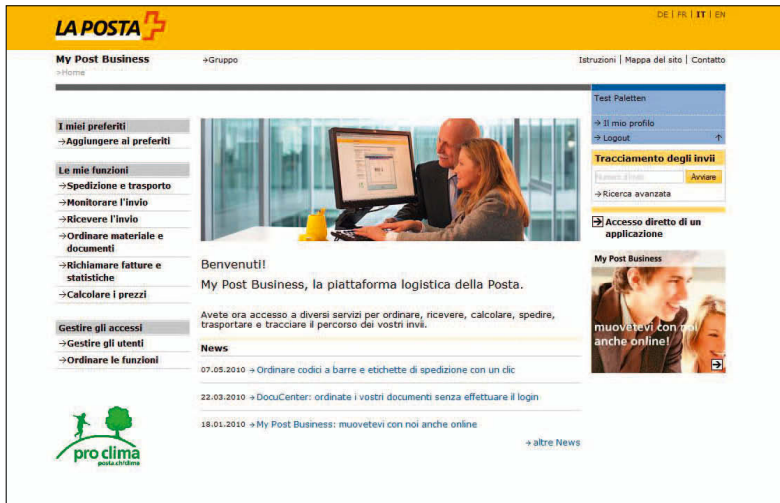 LA POSTA
DE | FR | IT | EN
My Post Business
→Gruppo
Istruzioni | Mappa del sito | Contatto
>Home
I miei preferiti
→Aggiungere ai preferiti
Le mie funzioni
→Spedizione e trasporto
→Monitorare l'invio
→Ricevere l'invio
→Ordinare materiale e
documenti
→Richiamare fatture e
statistiche
→Calcolare i prezzi
Gestire gli accessi
→Gestire gli utenti
→Ordinare le funzioni
pro clima
posta.ch/clima
Benvenuti!
My Post Business, la piattaforma logistica della Posta.
Avete ora accesso a diversi servizi per ordinare, ricevere, calcolare, spedire,
trasportare e tracciare il percorso dei vostri invii.
News
07.05.2010 →Ordinare codici a barre e etichette di spedizione con un clic
22.03.2010 →DocuCenter: ordinate i vostri documenti senza effettuare il login
18.01.2010 →My Post Business: muovetevi con noi anche online
→altre News
Test Paletten
→ Il mio profilo
→ Logout ↑
Tracciamento degli invii
Avviare
→Ricerca avanzata
→ Accesso diretto di un
applicazione
My Post Business
muovetevi con noi
anche online!